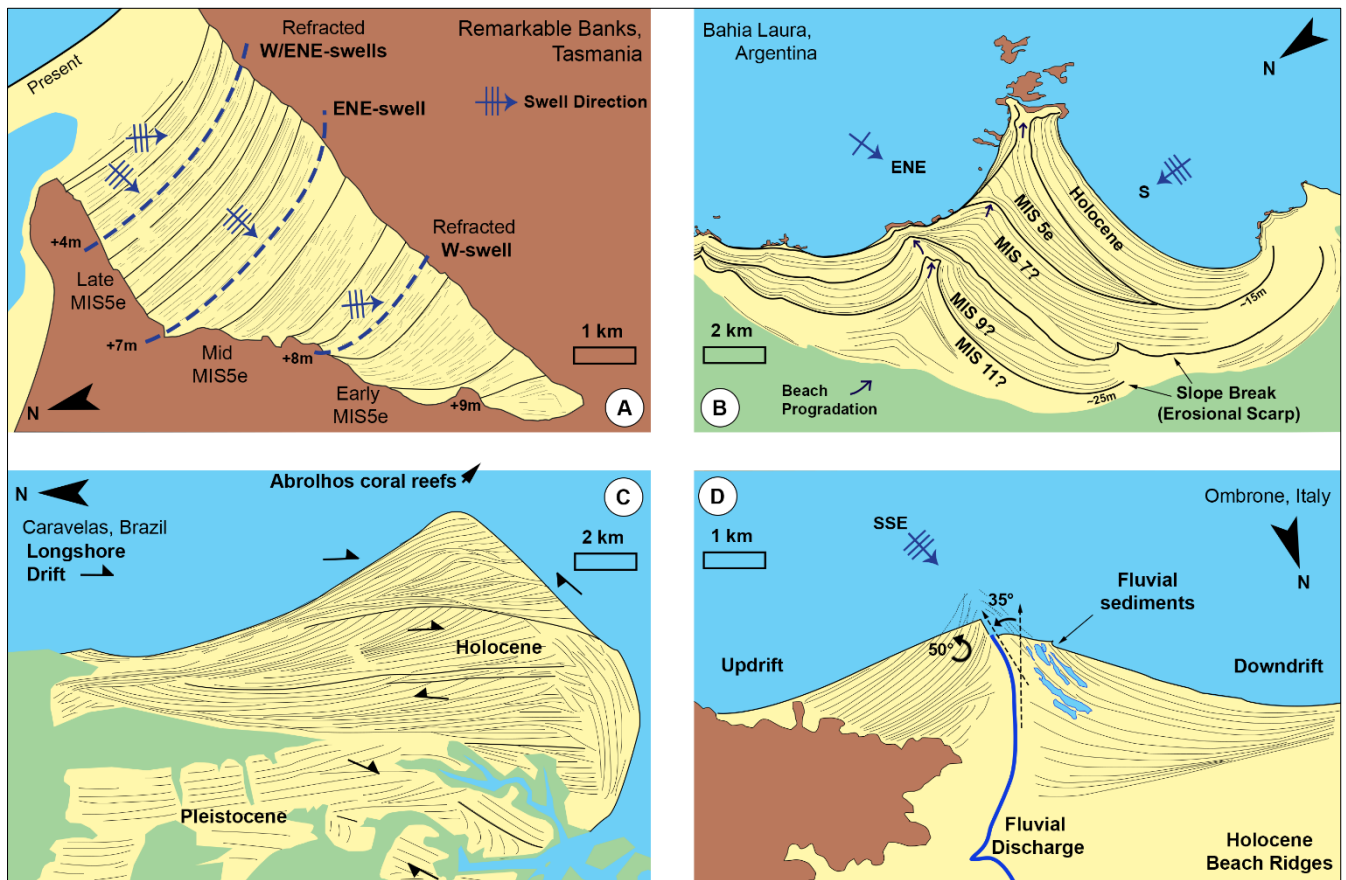 Present
Refracted
W/ENE-swells
Remarkable Banks,
Tasmania
ENE-swell
Swell Direction
Refracted
W-swell
+4m
Late
MIS5e
+7m
Mid
MIS5e
+8m
Early
MIS5e
+9m
1 km
N
A
Bahia Laura,
Argentina
N
ENE
S
Holocene
MIS 5e
MIS 7?
MIS 9?
MIS 11?
~15m
~25m
2 km
Beach
Progradation
Slope Break
(Erosional Scarp)
B
Abrolhos coral reefs
C
N
Caravelas, Brazil
Longshore
Drift
2 km
Holocene
Pleistocene
D
Ombrone, Italy
1 km
SSE
N
35°
50°
Fluvial
sediments
Updrift
Downdrift
Fluvial
Discharge
Holocene
Beach Ridges